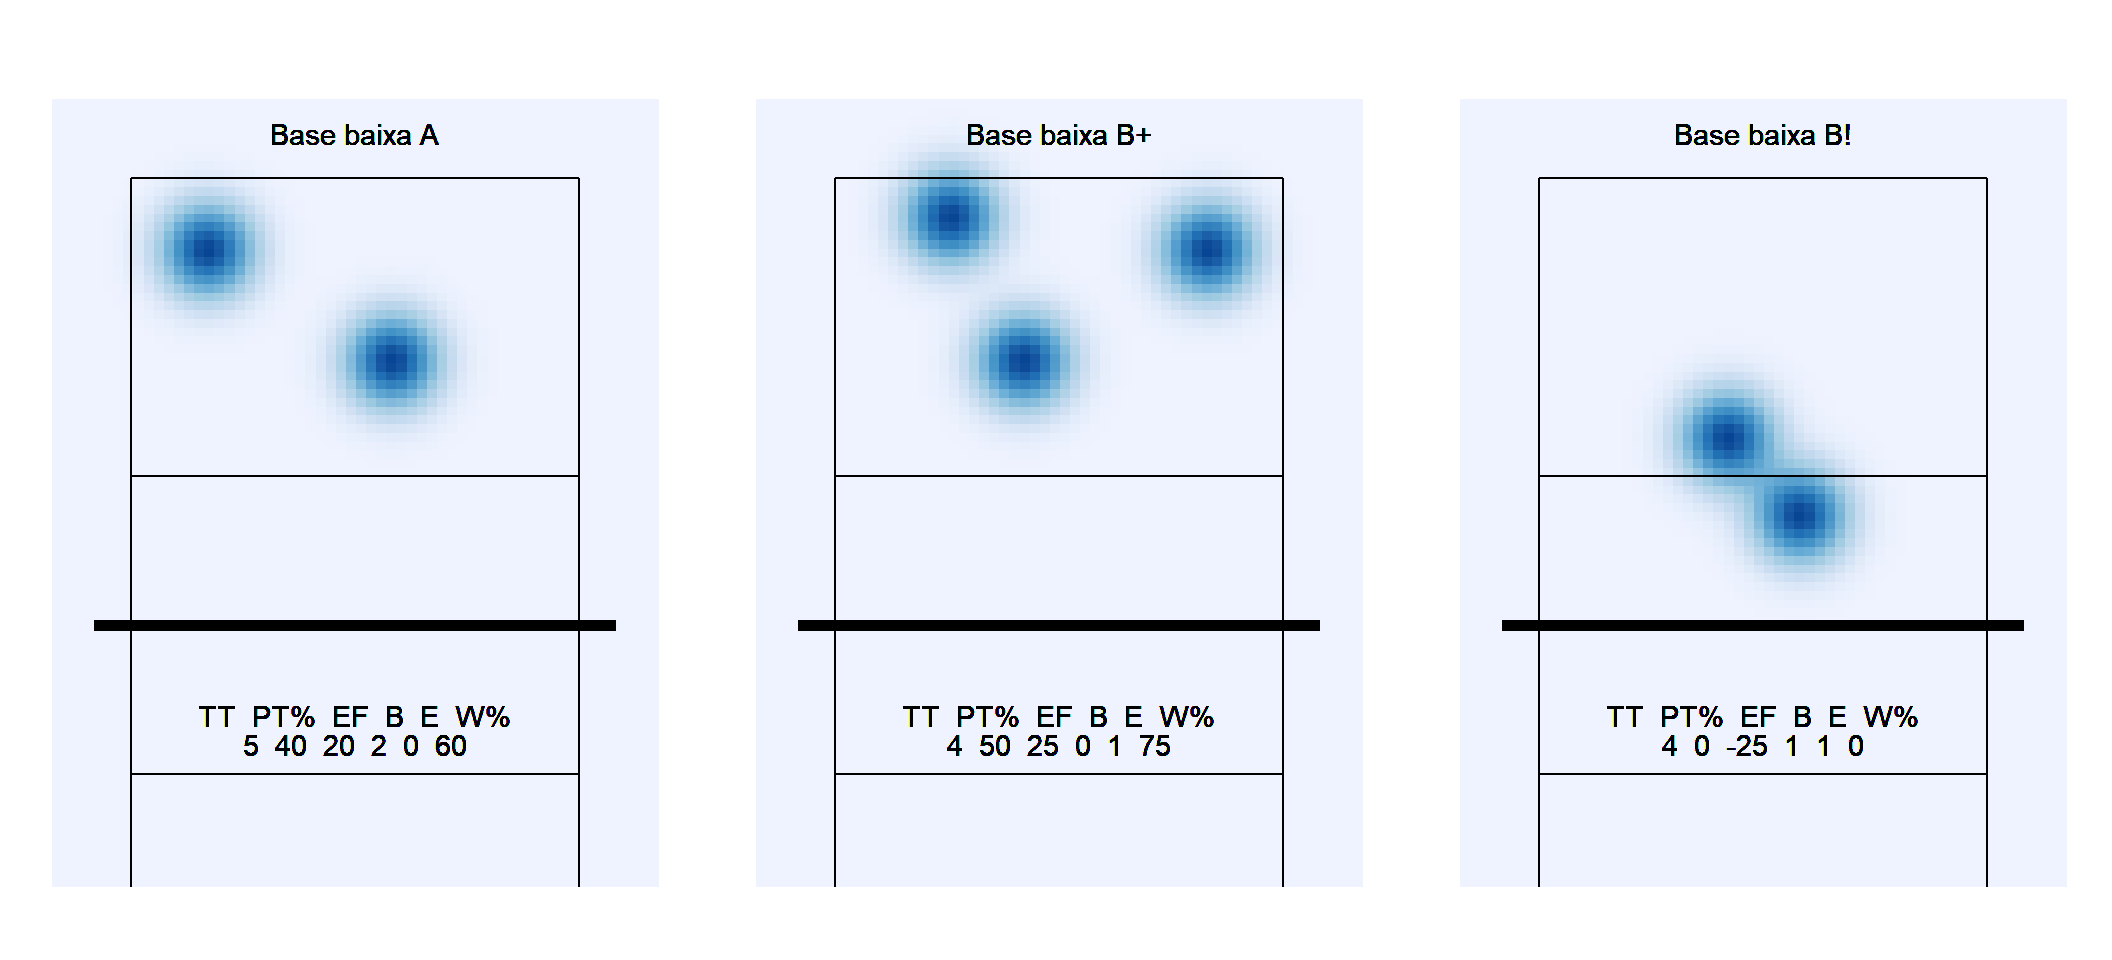 Base baixa A
TT PT% EF B E W%
5 40 20 2 0 60
Base baixa B+
TT PT% EF B E W%
4 50 25 0 1 75
Base baixa B!
TT PT% EF B E W%
4 0 -25 1 1 0